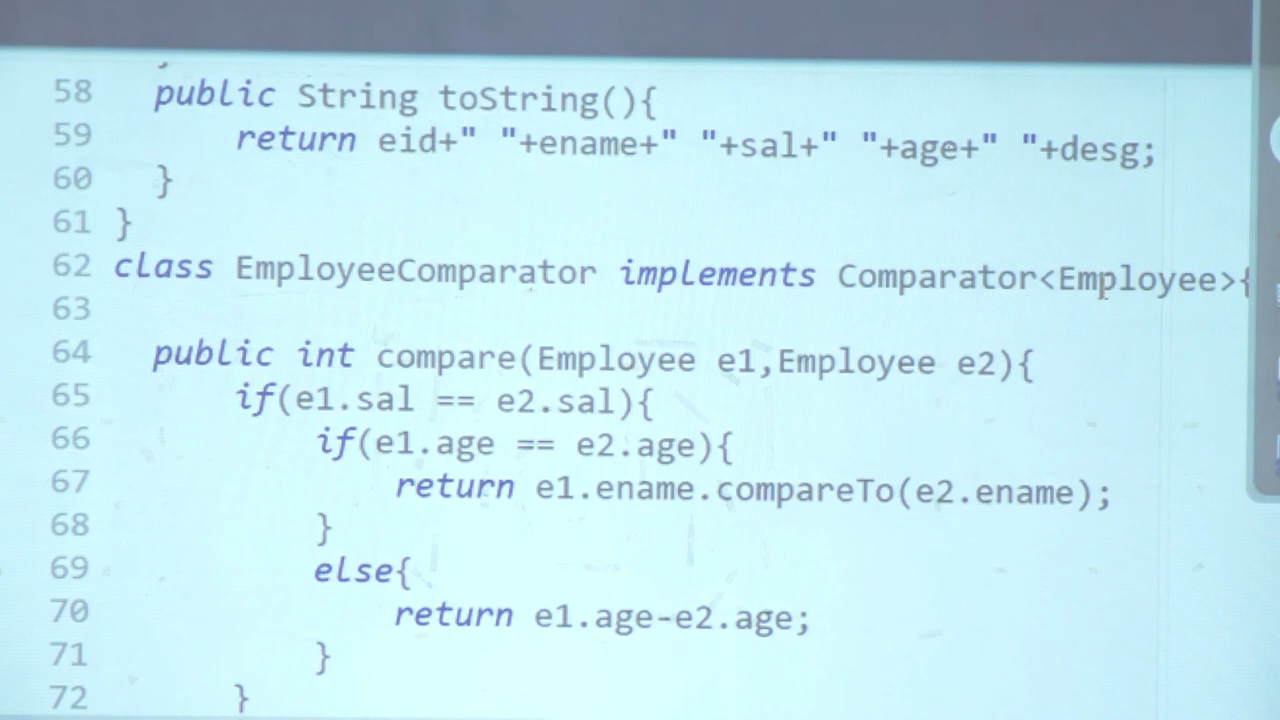 58 public String toString(){
59 return eid+" "+ename+" "+sal+" "+age+" "+desg;
60 }
61 }
62 class EmployeeComparator implements Comparator<Employee>{
63
64 public int compare(Employee e1,Employee e2){
65 if(e1.sal == e2.sal){
66 if(e1.age == e2.age){
67 return e1.ename.compareTo(e2.ename);
68 }
69 else{
70 return e1.age-e2.age;
71 }
72 }